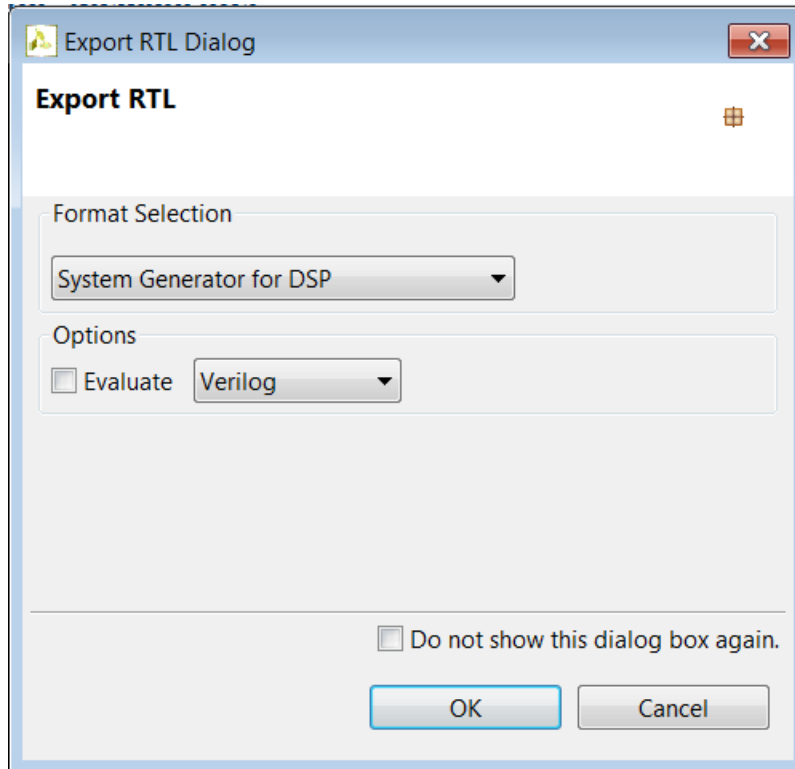 Export RTL Dialog
Export RTL
Format Selection
System Generator for DSP
Options
Evaluate Verilog
Do not show this dialog box again.
OK Cancel